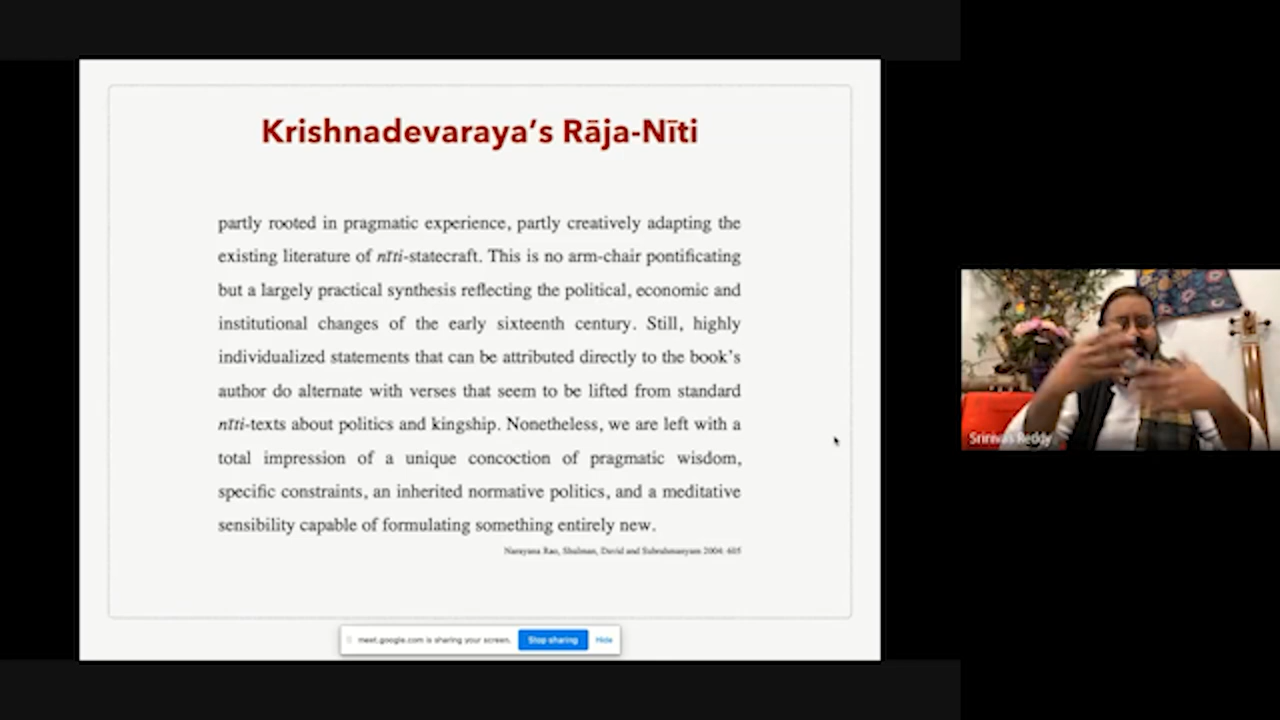 Krishnadevaraya's Rāja-Nīti
partly rooted in pragmatic experience, partly creatively adapting the
existing literature of nīti-statecraft. This is no arm-chair pontificating
but a largely practical synthesis reflecting the political, economic and
institutional changes of the early sixteenth century. Still, highly
individualized statements that can be attributed directly to the book's
author do alternate with verses that seem to be lifted from standard
nīti-texts about politics and kingship. Nonetheless, we are left with a
total impression of a unique concoction of pragmatic wisdom,
specific constraints, an inherited normative politics, and a meditative
sensibility capable of formulating something entirely new.
Narayana Rao, Shulman, David and Subrahmanyam 2004: 605
meet.google.com is sharing your screen. Stop sharing Hide
Srinivas Reddy